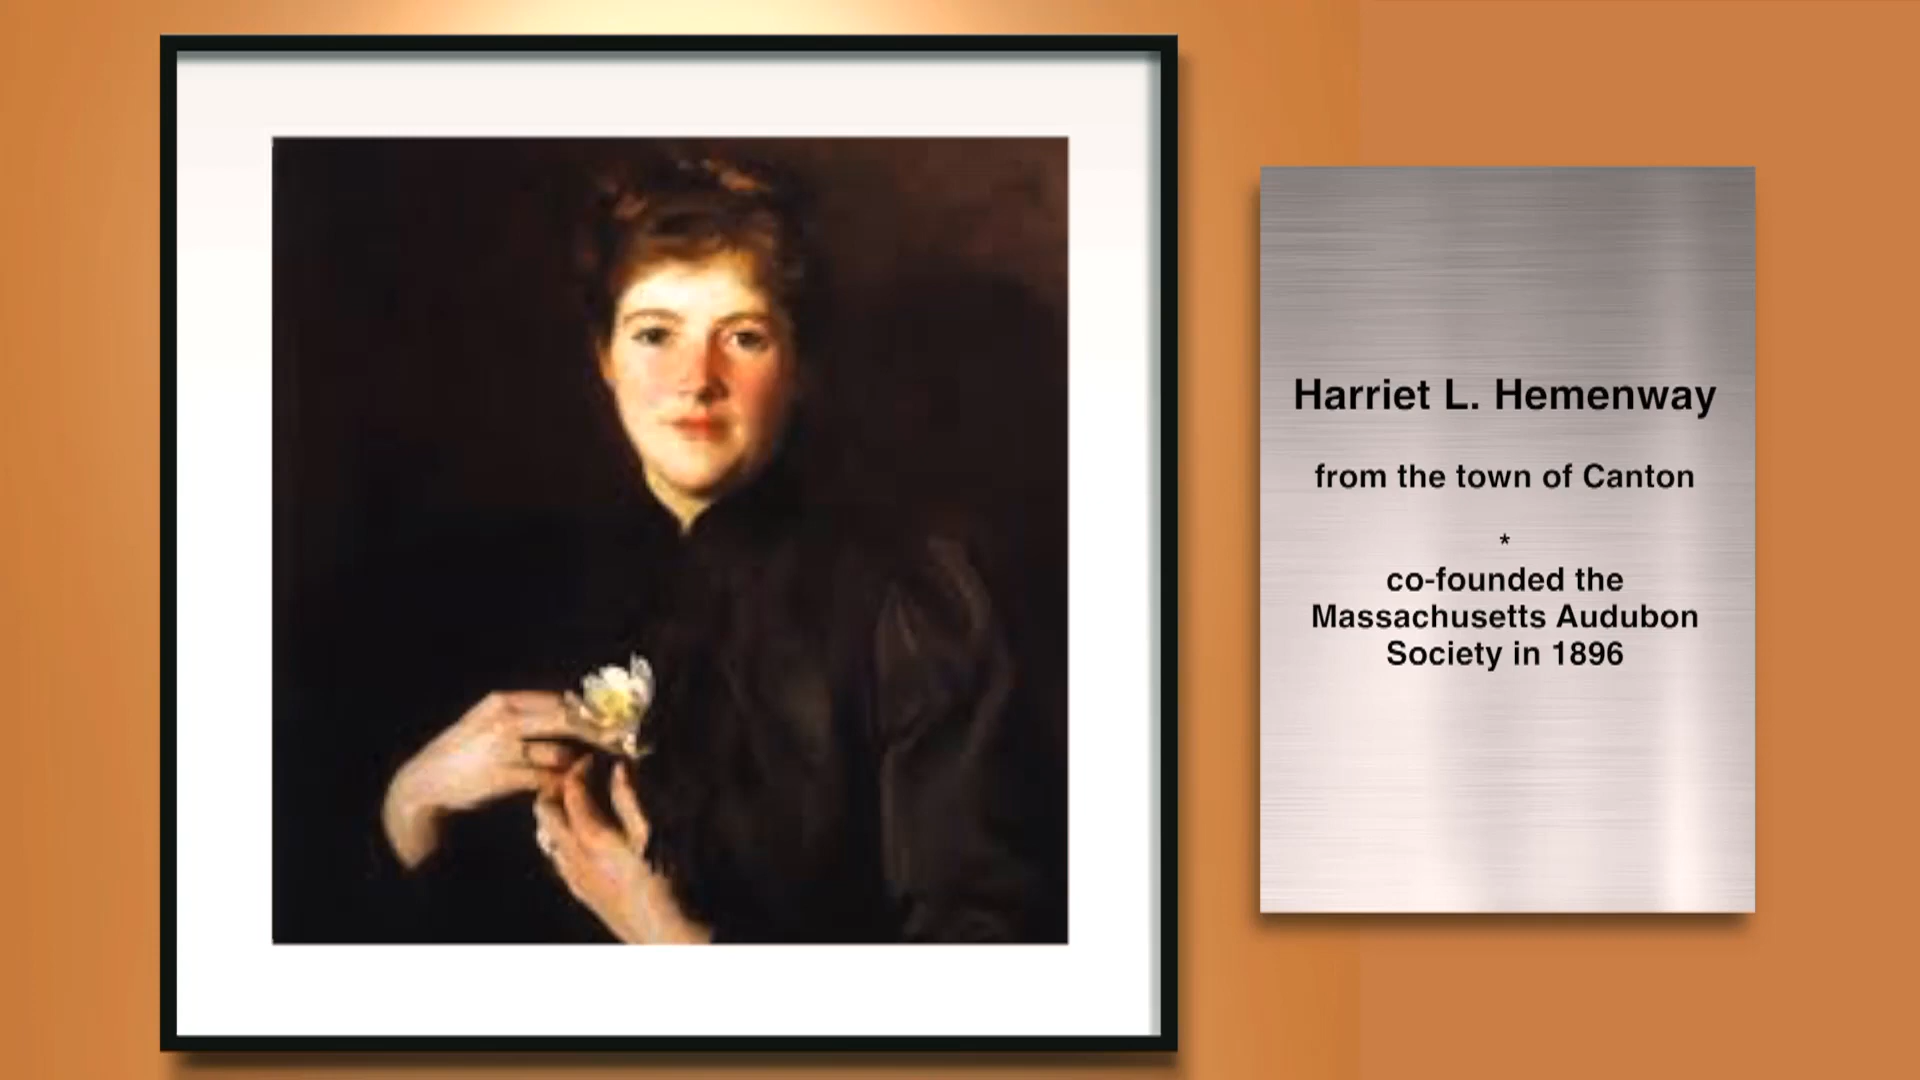 Harriet L. Hemenway
from the town of Canton
*
co-founded the
Massachusetts Audubon
Society in 1896